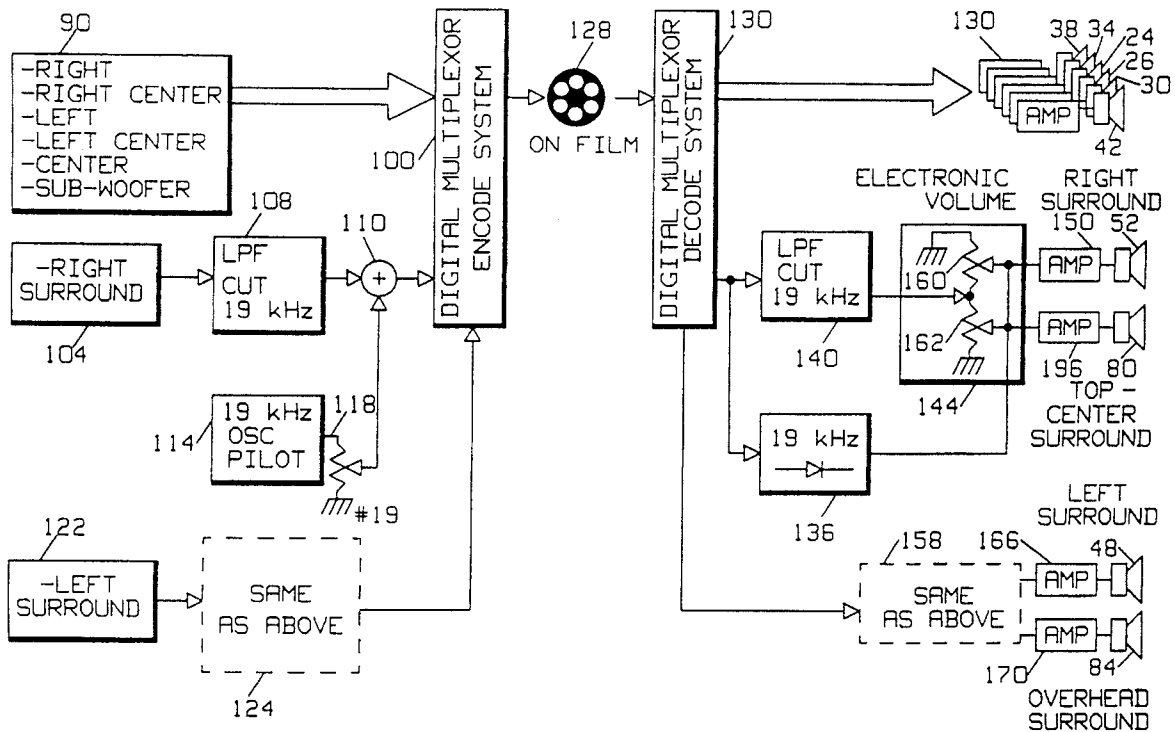 90
-RIGHT
-RIGHT CENTER
-LEFT
-LEFT CENTER
-CENTER
-SUB-WOOFER
100
DIGITAL MULTIPLEXOR
ENCODE SYSTEM
128
ON FILM
130
DIGITAL MULTIPLEXOR
DECODE SYSTEM
130
38
34
24
26
30
AMP
42
108
LPF
CUT
19 kHz
110
+
-RIGHT
SURROUND
104
114
19 kHz
OSC
PILOT
118
#19
122
-LEFT
SURROUND
SAME
AS ABOVE
124
LPF
CUT
19 kHz
140
ELECTRONIC
VOLUME
160
162
144
RIGHT
SURROUND
150
52
AMP
AMP
196
80
TOP-
CENTER
SURROUND
19 kHz
136
LEFT
SURROUND
158
166
48
SAME
AS ABOVE
AMP
AMP
170
84
OVERHEAD
SURROUND